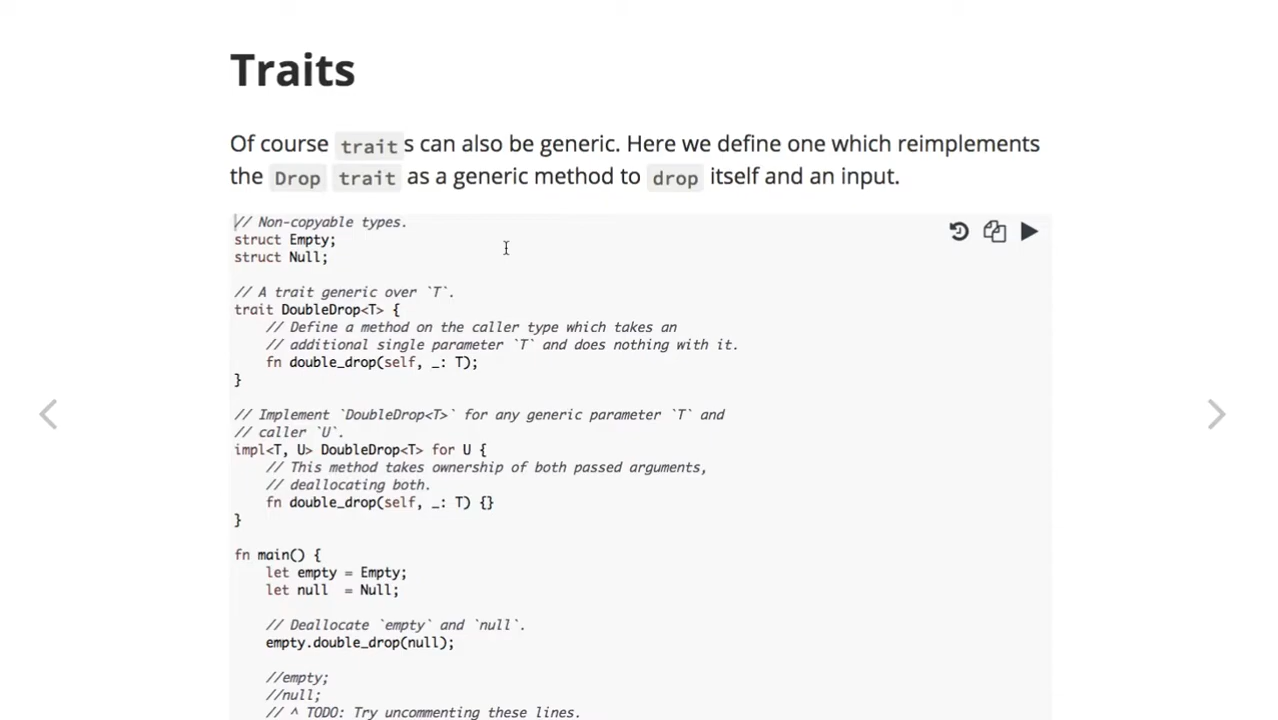 Traits
Of course traits can also be generic. Here we define one which reimplements
the Drop trait as a generic method to drop itself and an input.
// Non-copyable types.
struct Empty;
struct Null;
// A trait generic over `T`.
trait DoubleDrop<T> {
    // Define a method on the caller type which takes an
    // additional single parameter `T` and does nothing with it.
    fn double_drop(self, _: T);
}
// Implement `DoubleDrop<T>` for any generic parameter `T` and
// caller `U`.
impl<T, U> DoubleDrop<T> for U {
    // This method takes ownership of both passed arguments,
    // deallocating both.
    fn double_drop(self, _: T) {}
}
fn main() {
    let empty = Empty;
    let null  = Null;
    // Deallocate `empty` and `null`.
    empty.double_drop(null);
    //empty;
    //null;
    // ^ TODO: Try uncommenting these lines.